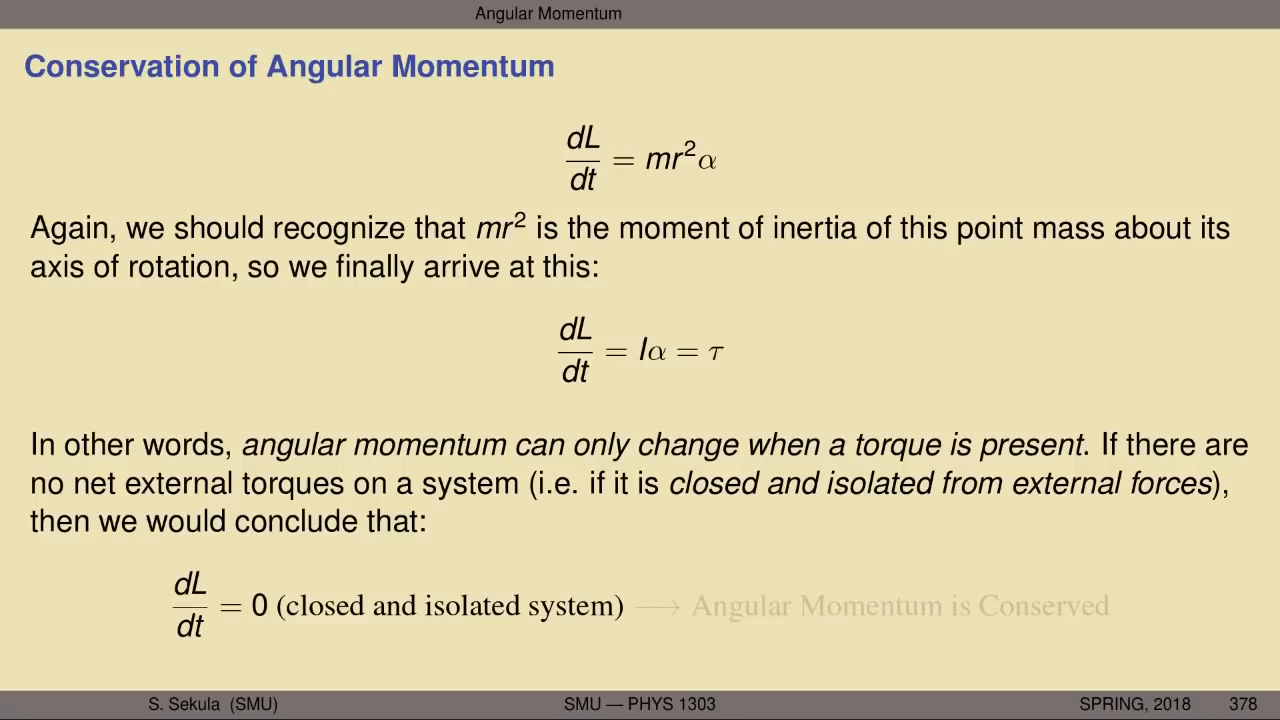 Angular Momentum
Conservation of Angular Momentum
dL/dt = mr²α
Again, we should recognize that mr² is the moment of inertia of this point mass about its
axis of rotation, so we finally arrive at this:
dL/dt = Iα = τ
In other words, angular momentum can only change when a torque is present. If there are
no net external torques on a system (i.e. if it is closed and isolated from external forces),
then we would conclude that:
dL/dt = 0 (closed and isolated system) ⟶ Angular Momentum is Conserved
S. Sekula (SMU) SMU — PHYS 1303 SPRING, 2018 378